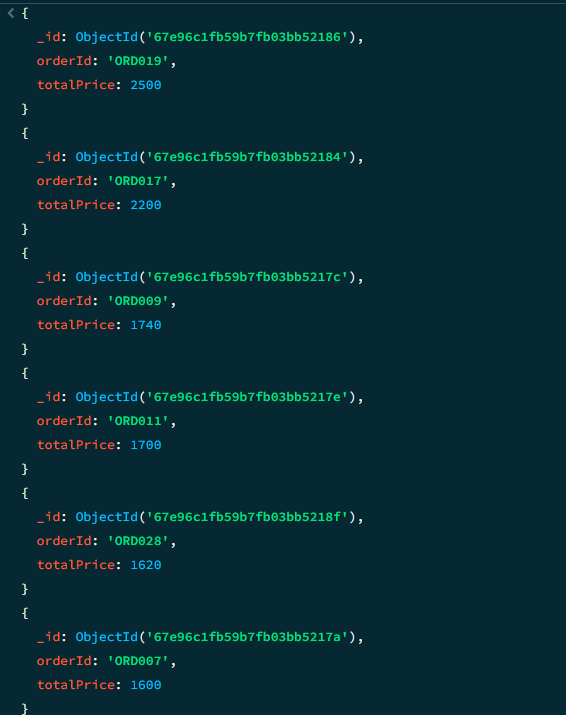 {
_id: ObjectId('67e96c1fb59b7fb03bb52186'),
orderId: 'ORD019',
totalPrice: 2500
}
{
_id: ObjectId('67e96c1fb59b7fb03bb52184'),
orderId: 'ORD017',
totalPrice: 2200
}
{
_id: ObjectId('67e96c1fb59b7fb03bb5217c'),
orderId: 'ORD009',
totalPrice: 1740
}
{
_id: ObjectId('67e96c1fb59b7fb03bb5217e'),
orderId: 'ORD011',
totalPrice: 1700
}
{
_id: ObjectId('67e96c1fb59b7fb03bb5218f'),
orderId: 'ORD028',
totalPrice: 1620
}
{
_id: ObjectId('67e96c1fb59b7fb03bb5217a'),
orderId: 'ORD007',
totalPrice: 1600
}